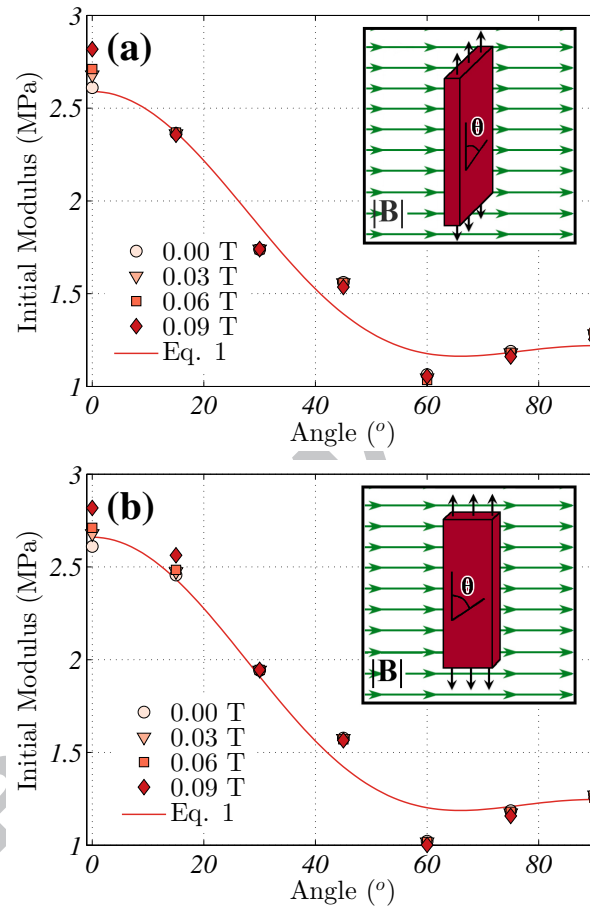 (a)
Initial Modulus (MPa)
3
2.5
2
1.5
1
0.00 T
0.03 T
0.06 T
0.09 T
Eq. 1
θ
|B|
0 20 40 60 80
Angle (o)
(b)
Initial Modulus (MPa)
3
2.5
2
1.5
1
0.00 T
0.03 T
0.06 T
0.09 T
Eq. 1
θ
|B|
0 20 40 60 80
Angle (o)